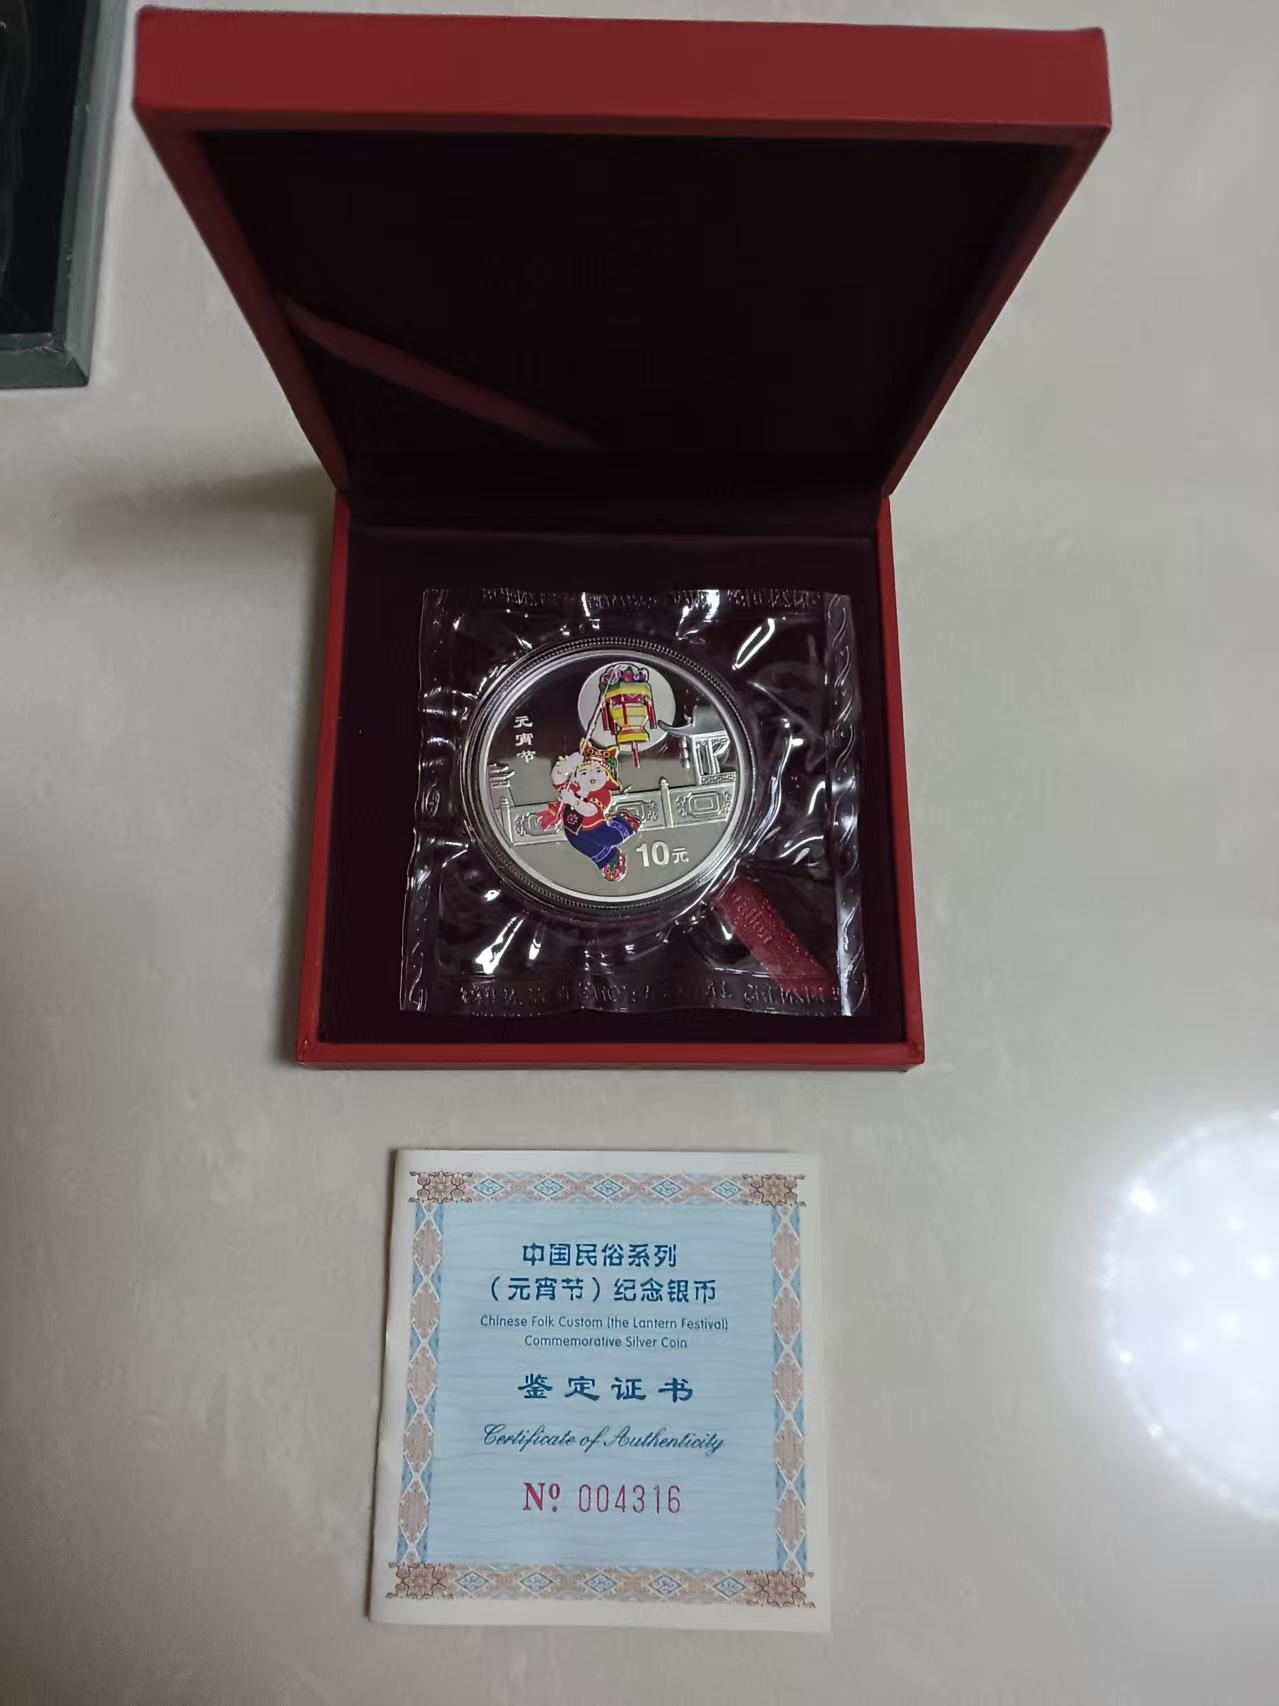 元宵节
10元
中国民俗系列
（元宵节）纪念银币
Chinese Folk Custom (the Lantern Festival)
Commemorative Silver Coin
鉴定证书
Certificate of Authenticity
Nº 004316